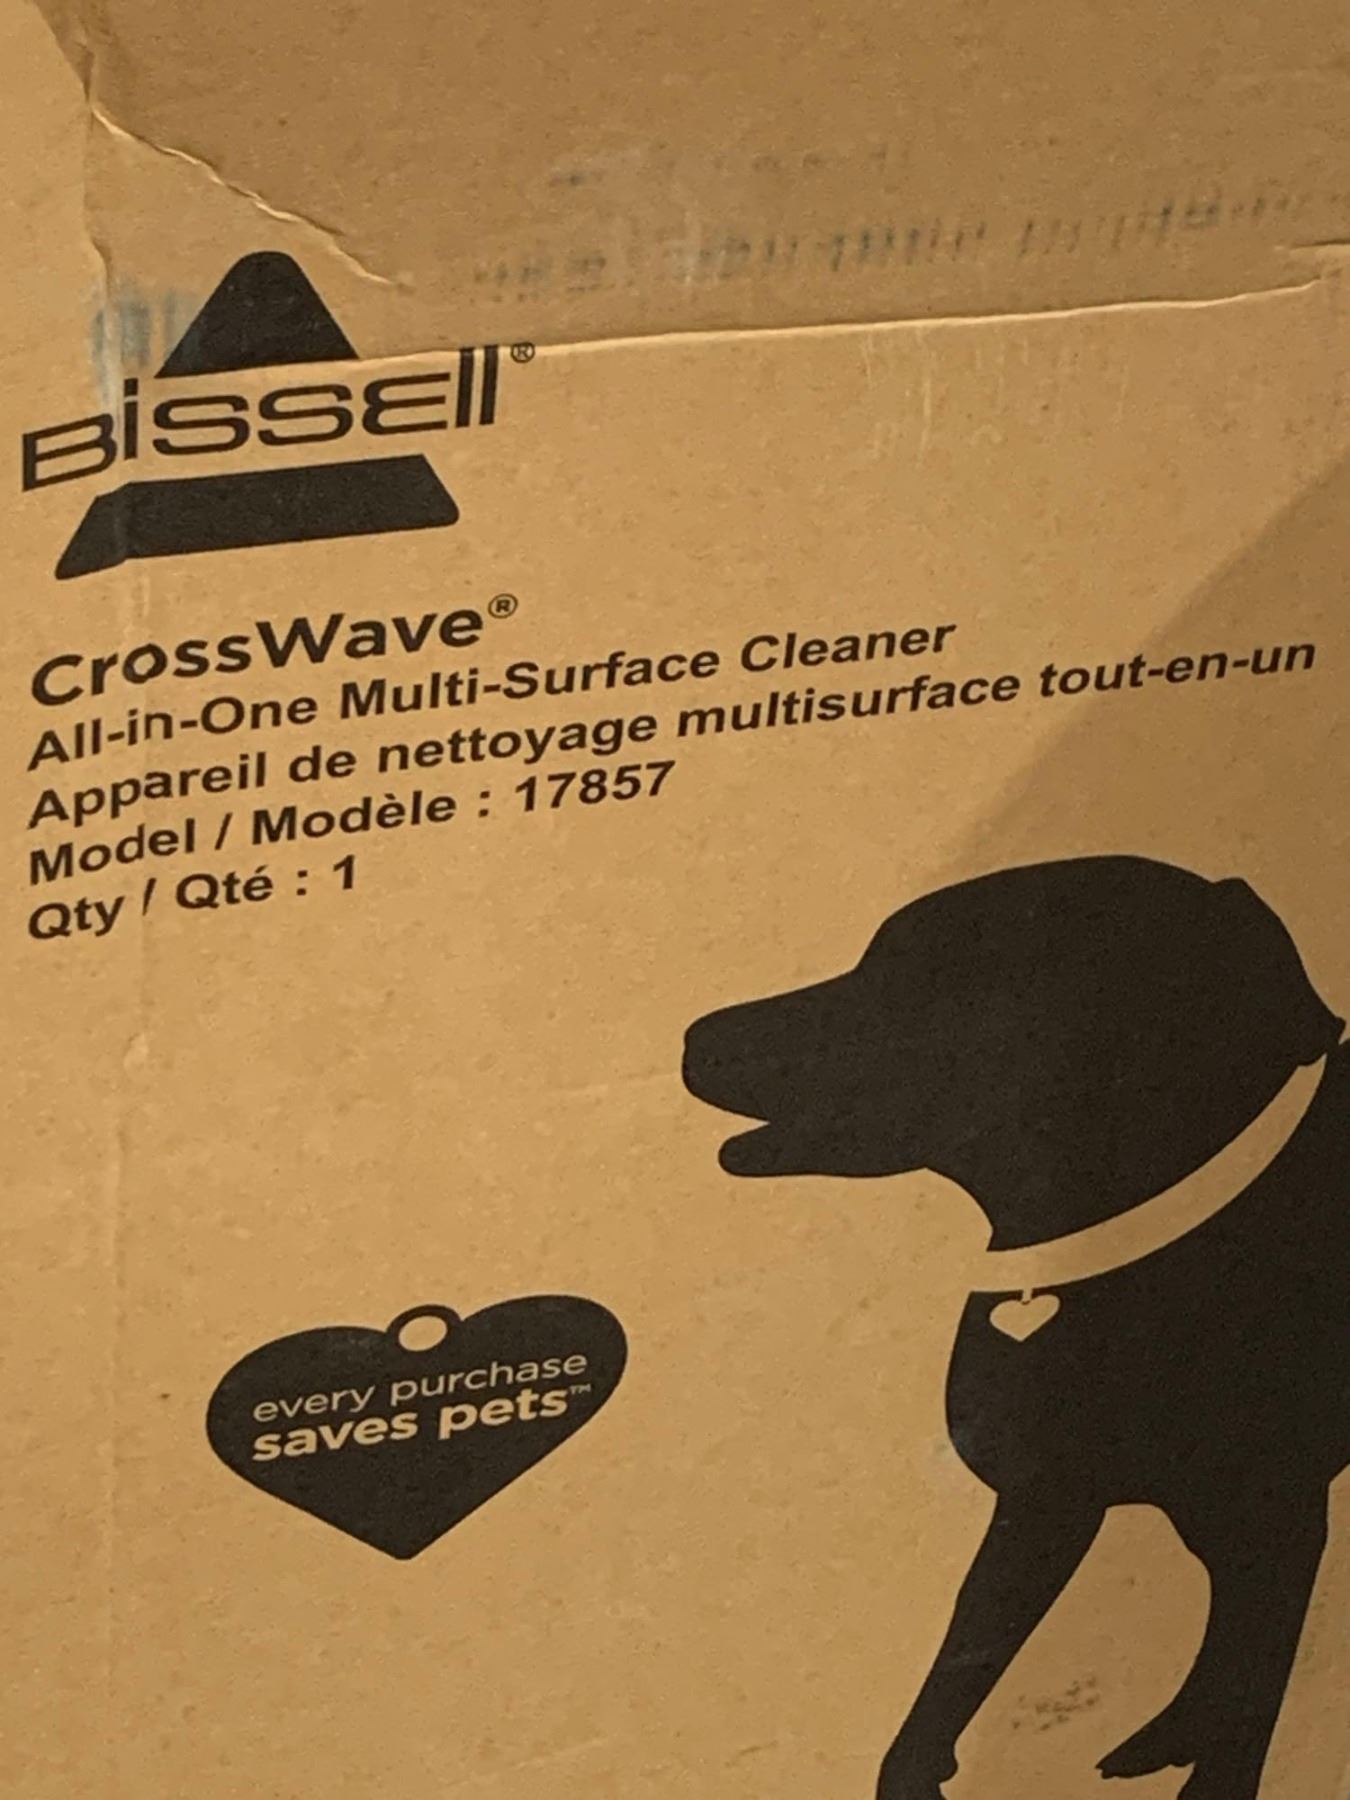 BISSELL®
CrossWave®
All-in-One Multi-Surface Cleaner
Appareil de nettoyage multisurface tout-en-un
Model / Modèle : 17857
Qty / Qté : 1
every purchase
saves pets™